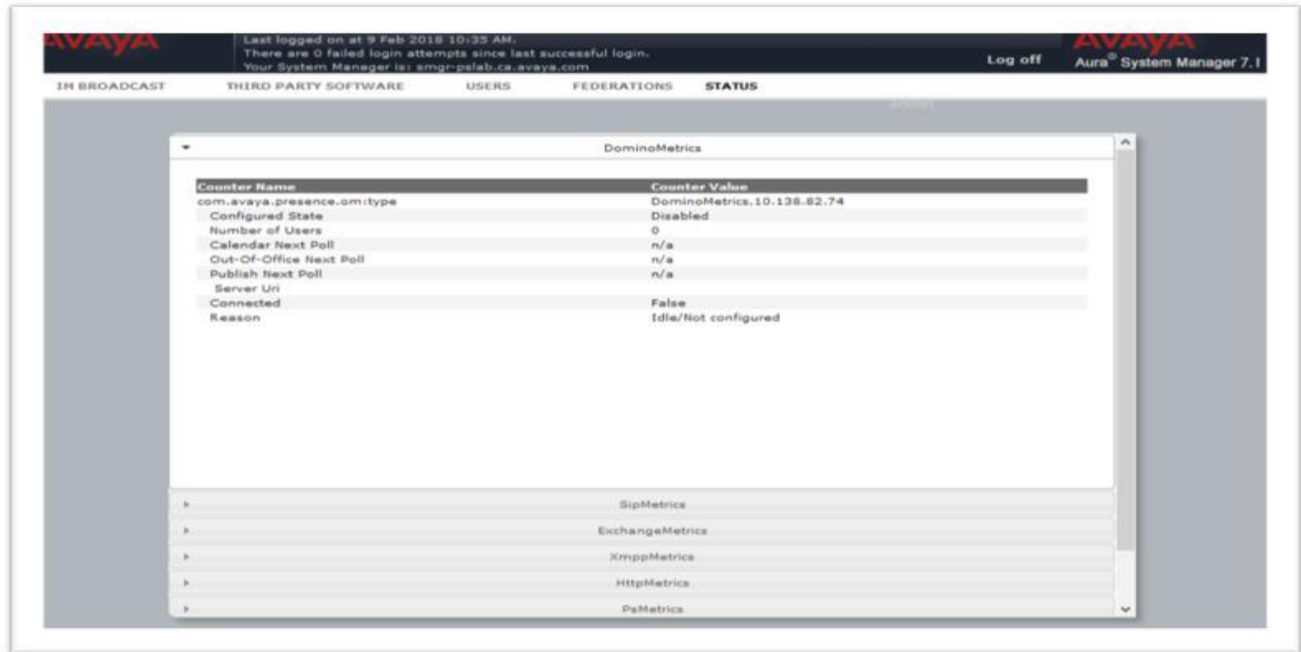 AVAYA
Last logged on at 9 Feb 2018 10:35 AM.
There are 0 failed login attempts since last successful login.
Your System Manager is: smgr-pslab.ca.avaya.com
Log off
AVAYA
Aura® System Manager 7.1
IM BROADCAST THIRD PARTY SOFTWARE USERS FEDERATIONS STATUS
DominoMetrics
Counter Name Counter Value
com.avaya.presence.om:type DominoMetrics,10.138.82.74
Configured State Disabled
Number of Users 0
Calendar Next Poll n/a
Out-Of-Office Next Poll n/a
Publish Next Poll n/a
Server Uri
Connected False
Reason Idle/Not configured
SipMetrics
ExchangeMetrics
XmppMetrics
HttpMetrics
PsMetrics